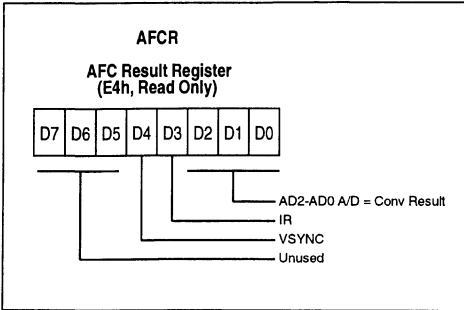 AFCR
AFC Result Register
(E4h, Read Only)
D7 D6 D5 D4 D3 D2 D1 D0
AD2-AD0 A/D = Conv Result
IR
VSYNC
Unused